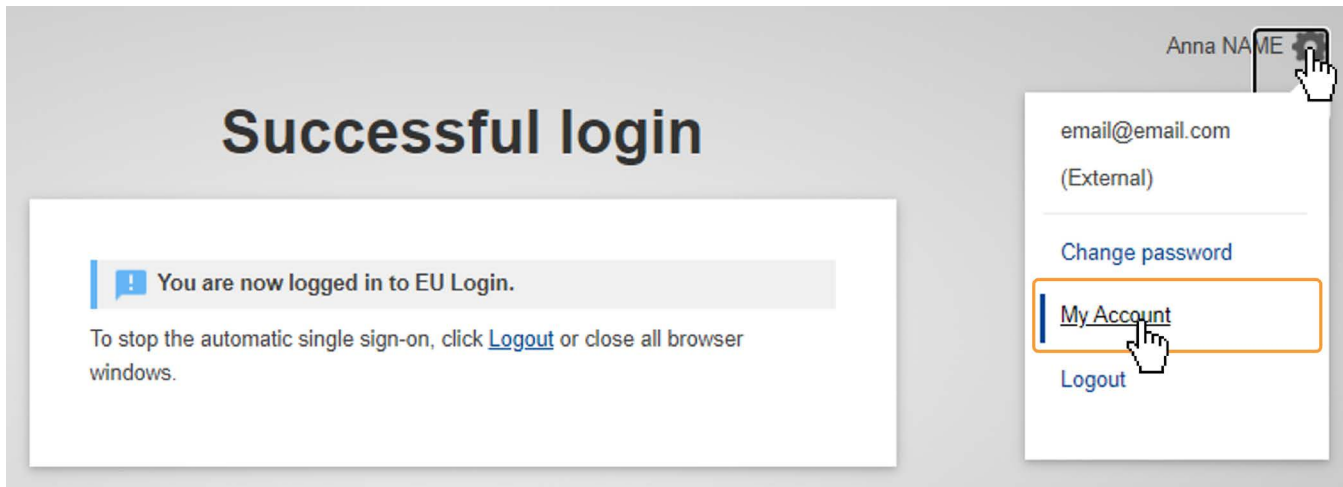 Anna NAME
Successful login
You are now logged in to EU Login.
To stop the automatic single sign-on, click Logout or close all browser
windows.
email@email.com
(External)
Change password
My Account
Logout